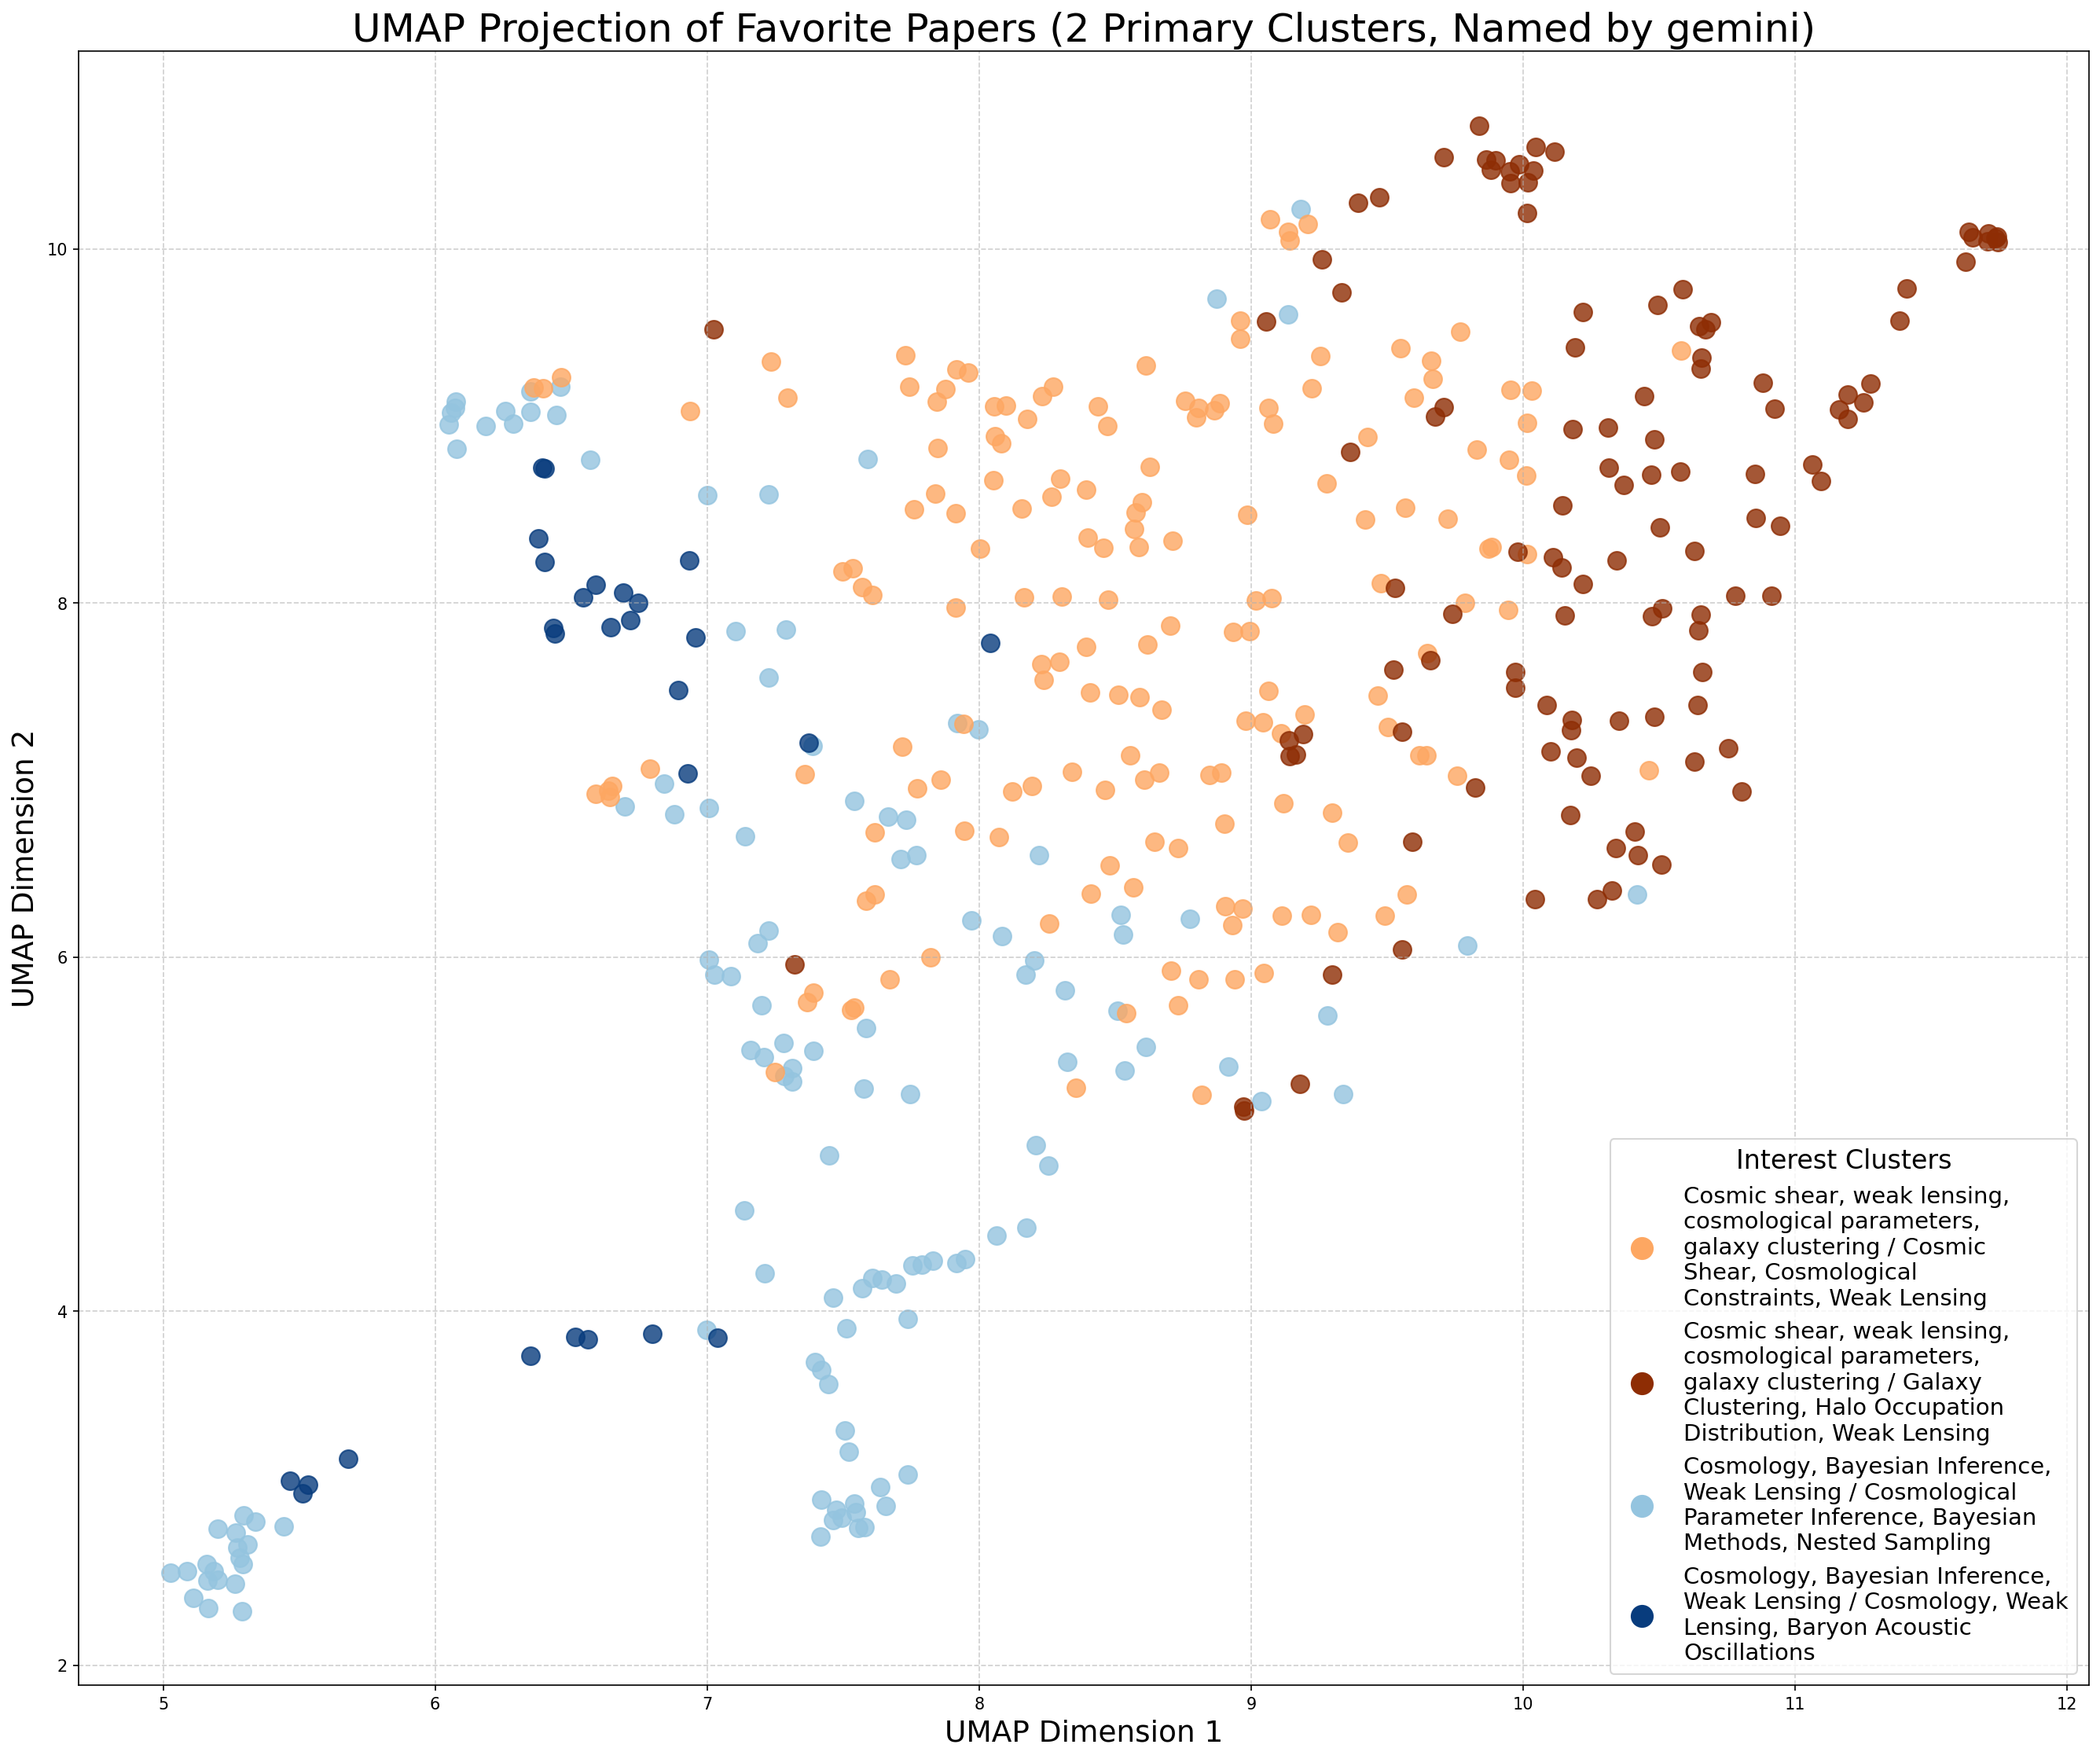 UMAP Projection of Favorite Papers (2 Primary Clusters, Named by gemini)
UMAP Dimension 2
10
8
6
4
2
Interest Clusters
Cosmic shear, weak lensing,
cosmological parameters,
galaxy clustering / Cosmic
Shear, Cosmological
Constraints, Weak Lensing
Cosmic shear, weak lensing,
cosmological parameters,
galaxy clustering / Galaxy
Clustering, Halo Occupation
Distribution, Weak Lensing
Cosmology, Bayesian Inference,
Weak Lensing / Cosmological
Parameter Inference, Bayesian
Methods, Nested Sampling
Cosmology, Bayesian Inference,
Weak Lensing / Cosmology, Weak
Lensing, Baryon Acoustic
Oscillations
5 6 7 8 9 10 11 12
UMAP Dimension 1